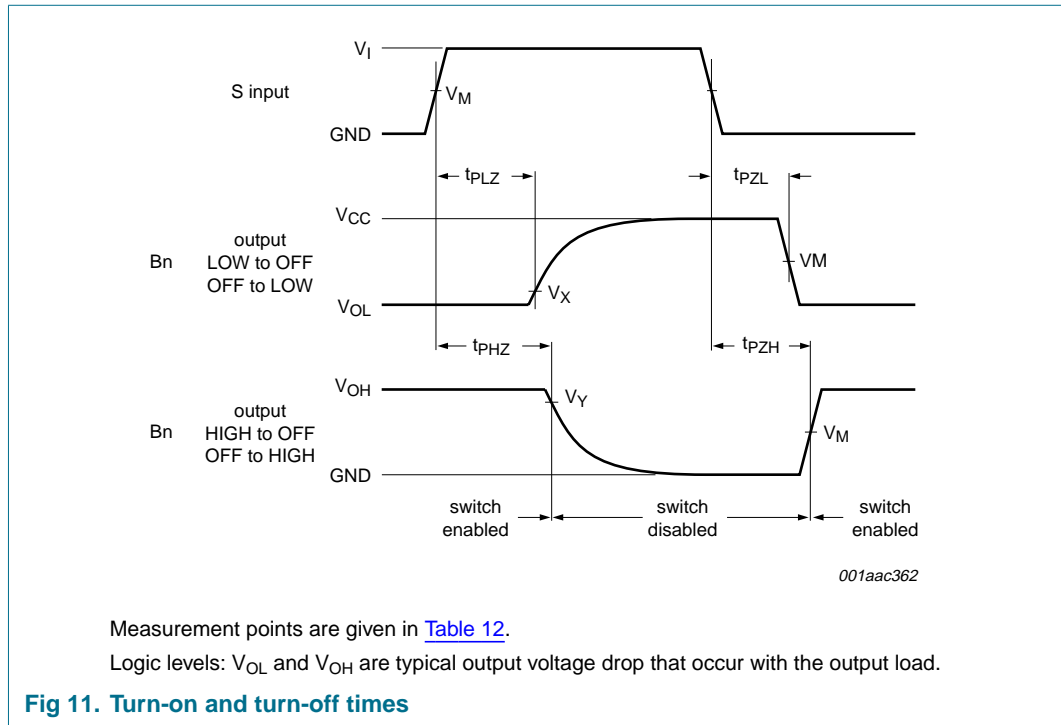 VI
S input
VM
GND
tPLZ
tPZL
VCC
output
Bn LOW to OFF
OFF to LOW
VM
VX
VOL
tPHZ
tPZH
VOH
VY
output
Bn HIGH to OFF
OFF to HIGH
VM
GND
switch enabled
switch disabled
switch enabled
001aac362
Measurement points are given in Table 12.
Logic levels: VOL and VOH are typical output voltage drop that occur with the output load.
Fig 11. Turn-on and turn-off times